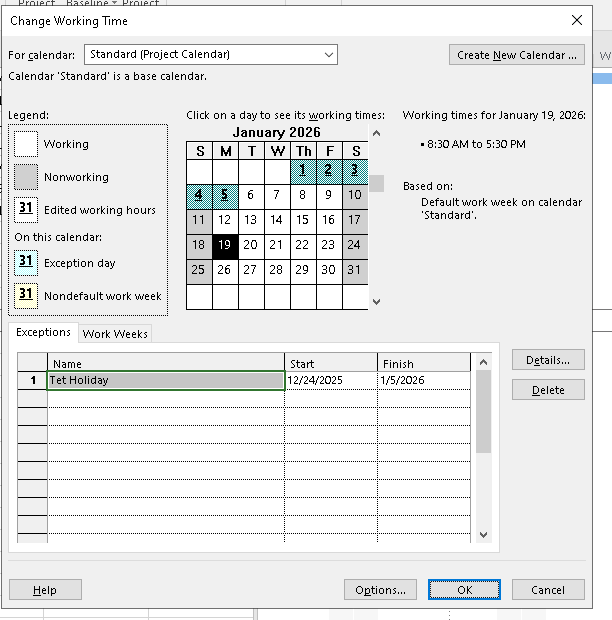 Project Baseline Project
Change Working Time
For calendar: Standard (Project Calendar)
Create New Calendar ...
W
Calendar 'Standard' is a base calendar.
Legend:
Working
Nonworking
31 Edited working hours
On this calendar:
31 Exception day
31 Nondefault work week
Click on a day to see its working times:
January 2026
S M T W Th F S
1 2 3
4 5 6 7 8 9 10
11 12 13 14 15 16 17
18 19 20 21 22 23 24
25 26 27 28 29 30 31
Working times for January 19, 2026:
• 8:30 AM to 5:30 PM
Based on:
Default work week on calendar
'Standard'.
Exceptions Work Weeks
Name Start Finish
1 Tet Holiday 12/24/2025 1/5/2026
Details...
Delete
Help Options... OK Cancel